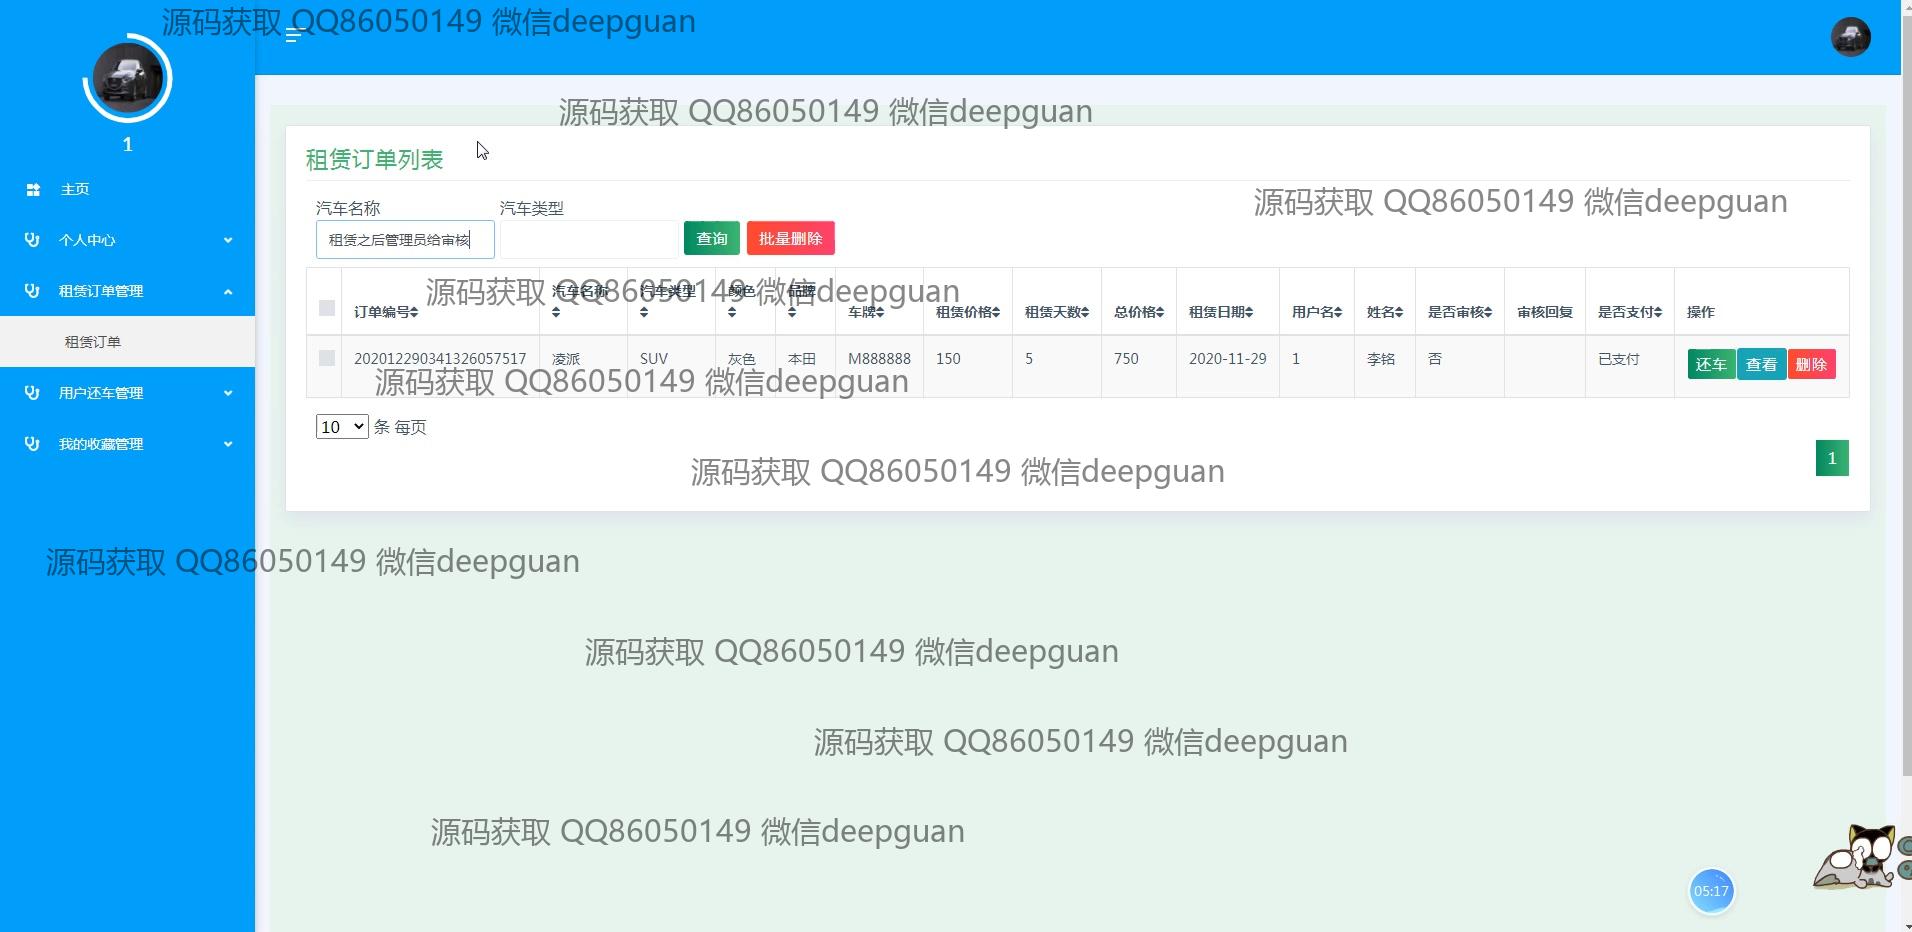 源码获取 QQ86050149 微信deepguan
1
源码获取 QQ86050149 微信deepguan
租赁订单列表
主页
源码获取 QQ86050149 微信deepguan
汽车名称 汽车类型
个人中心
租赁之后管理员给审核 查询 批量删除
租赁订单管理
源码获取 QQ86050149 微信deepguan
订单编号 汽车名称 汽车类型 颜色 品牌 车牌 租赁价格 租赁天数 总价格 租赁日期 用户名 姓名 是否审核 审核回复 是否支付 操作
租赁订单
202012290341326057517 凌派 SUV 灰色 本田 M888888 150 5 750 2020-11-29 1 李铭 否 已支付 还车 查看 删除
源码获取 QQ86050149 微信deepguan
用户还车管理
10 条 每页
我的收藏管理
1
源码获取 QQ86050149 微信deepguan
源码获取 QQ86050149 微信deepguan
源码获取 QQ86050149 微信deepguan
源码获取 QQ86050149 微信deepguan
源码获取 QQ86050149 微信deepguan
05:17